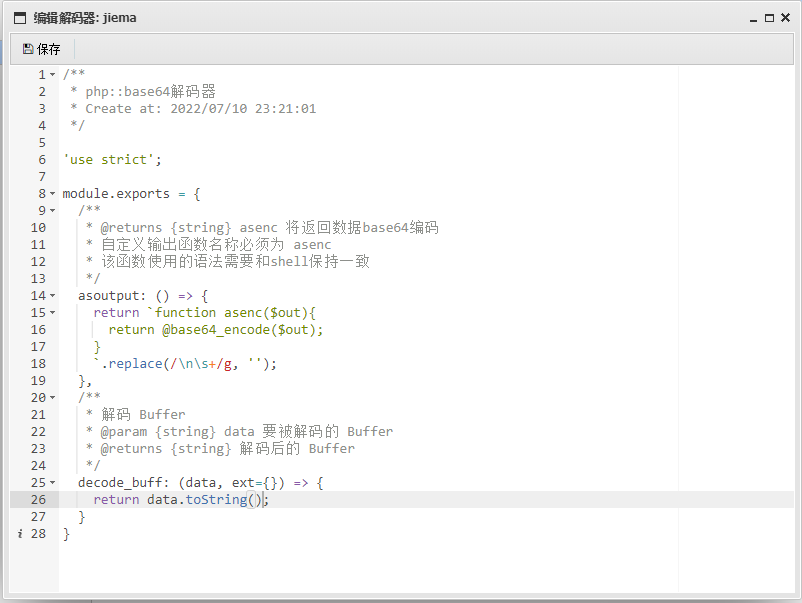 编辑解码器: jiema
保存
1 /**
2  * php::base64解码器
3  * Create at: 2022/07/10 23:21:01
4  */
5
6 'use strict';
7
8 module.exports = {
9   /**
10    * @returns {string} asenc 将返回数据base64编码
11    * 自定义输出函数名称必须为 asenc
12    * 该函数使用的语法需要和shell保持一致
13    */
14   asoutput: () => {
15     return `function asenc($out){
16       return @base64_encode($out);
17     }
18     `.replace(/\n\s+/g, '');
19   },
20   /**
21    * 解码 Buffer
22    * @param {string} data 要被解码的 Buffer
23    * @returns {string} 解码后的 Buffer
24    */
25   decode_buff: (data, ext={}) => {
26     return data.toString();
27   }
i 28 }